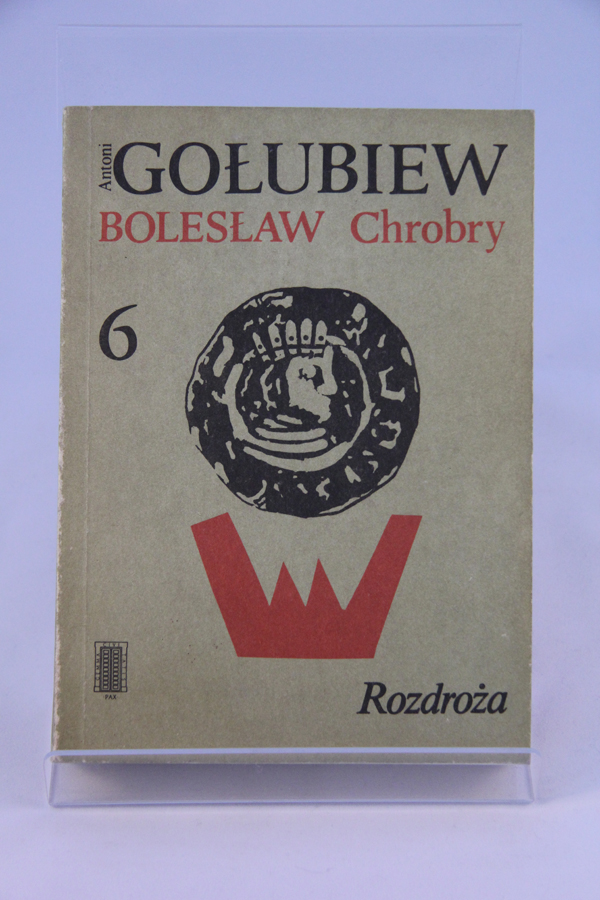 Antoni
GOŁUBIEW
BOLESŁAW Chrobry
6
Rozdroża
PAX